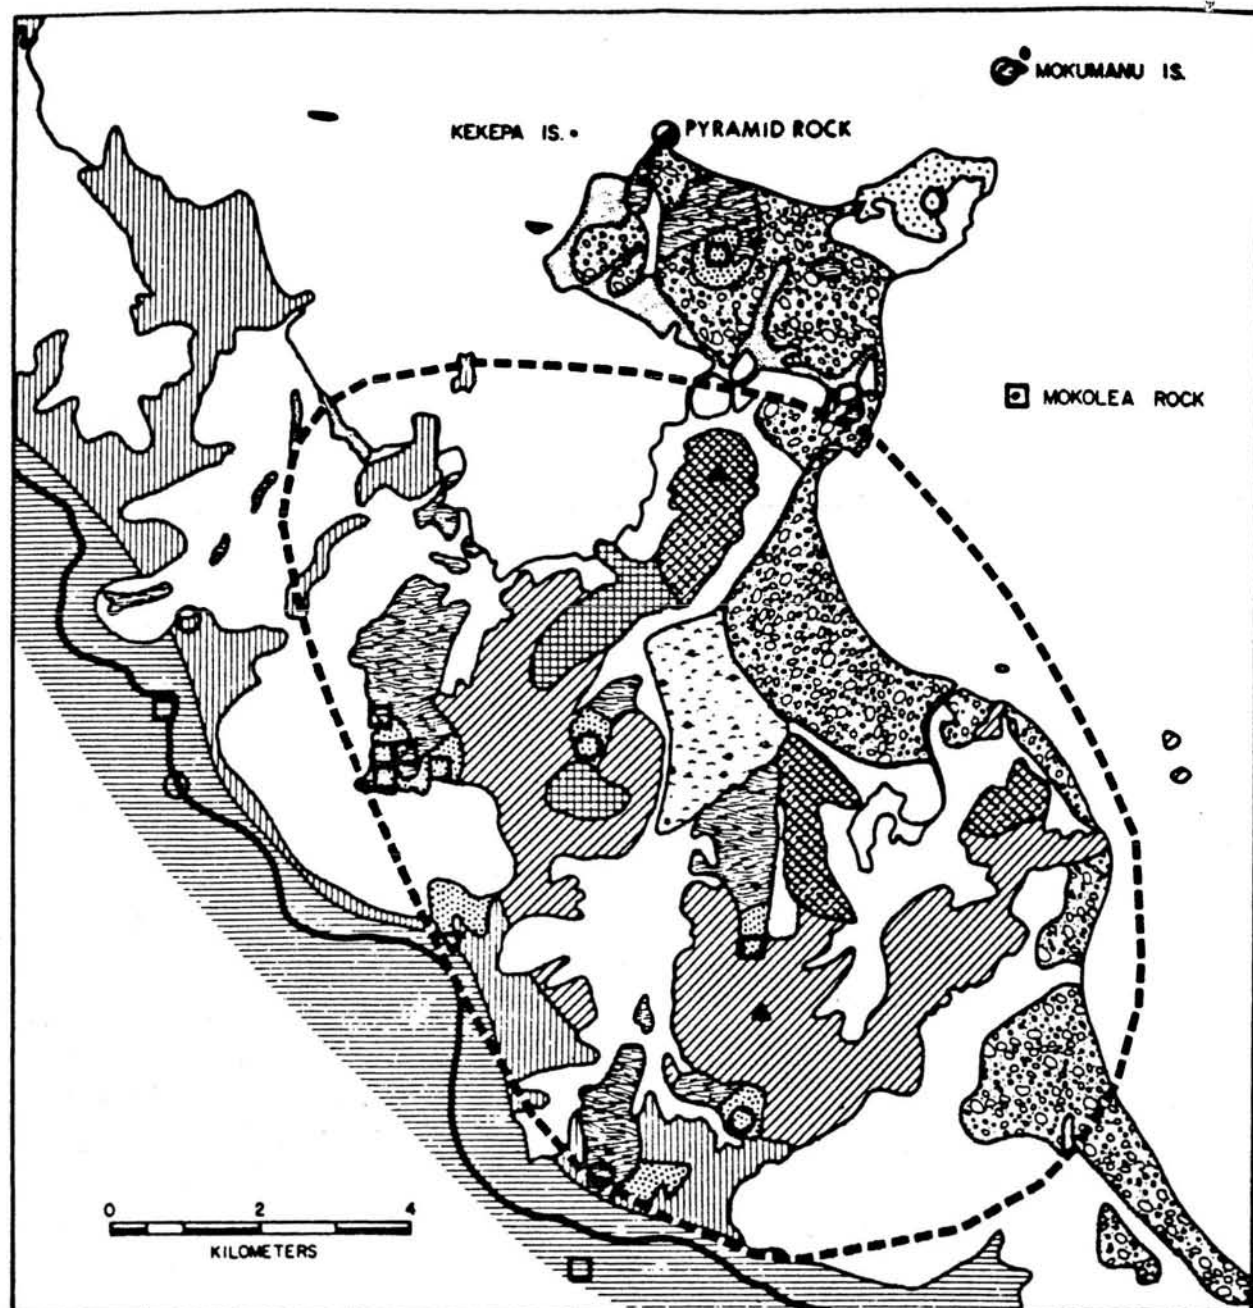 MOKUMANU IS.
KEKEPA IS.
PYRAMID ROCK
MOKOLEA ROCK
0 2 4
KILOMETERS